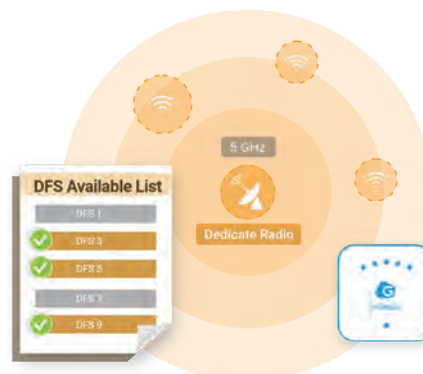 5 GHz
Dedicate Radio
DFS Available List
DFS 1
DFS 3
DFS 5
DFS 7
DFS 9
G